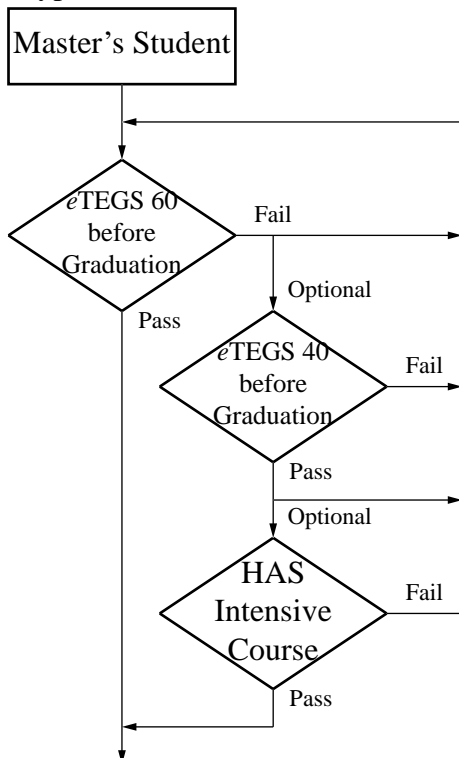 Master's Student
eTEGS 60
before
Graduation
Fail
Optional
Pass
eTEGS 40
before
Graduation
Fail
Pass
Optional
HAS
Intensive
Course
Fail
Pass